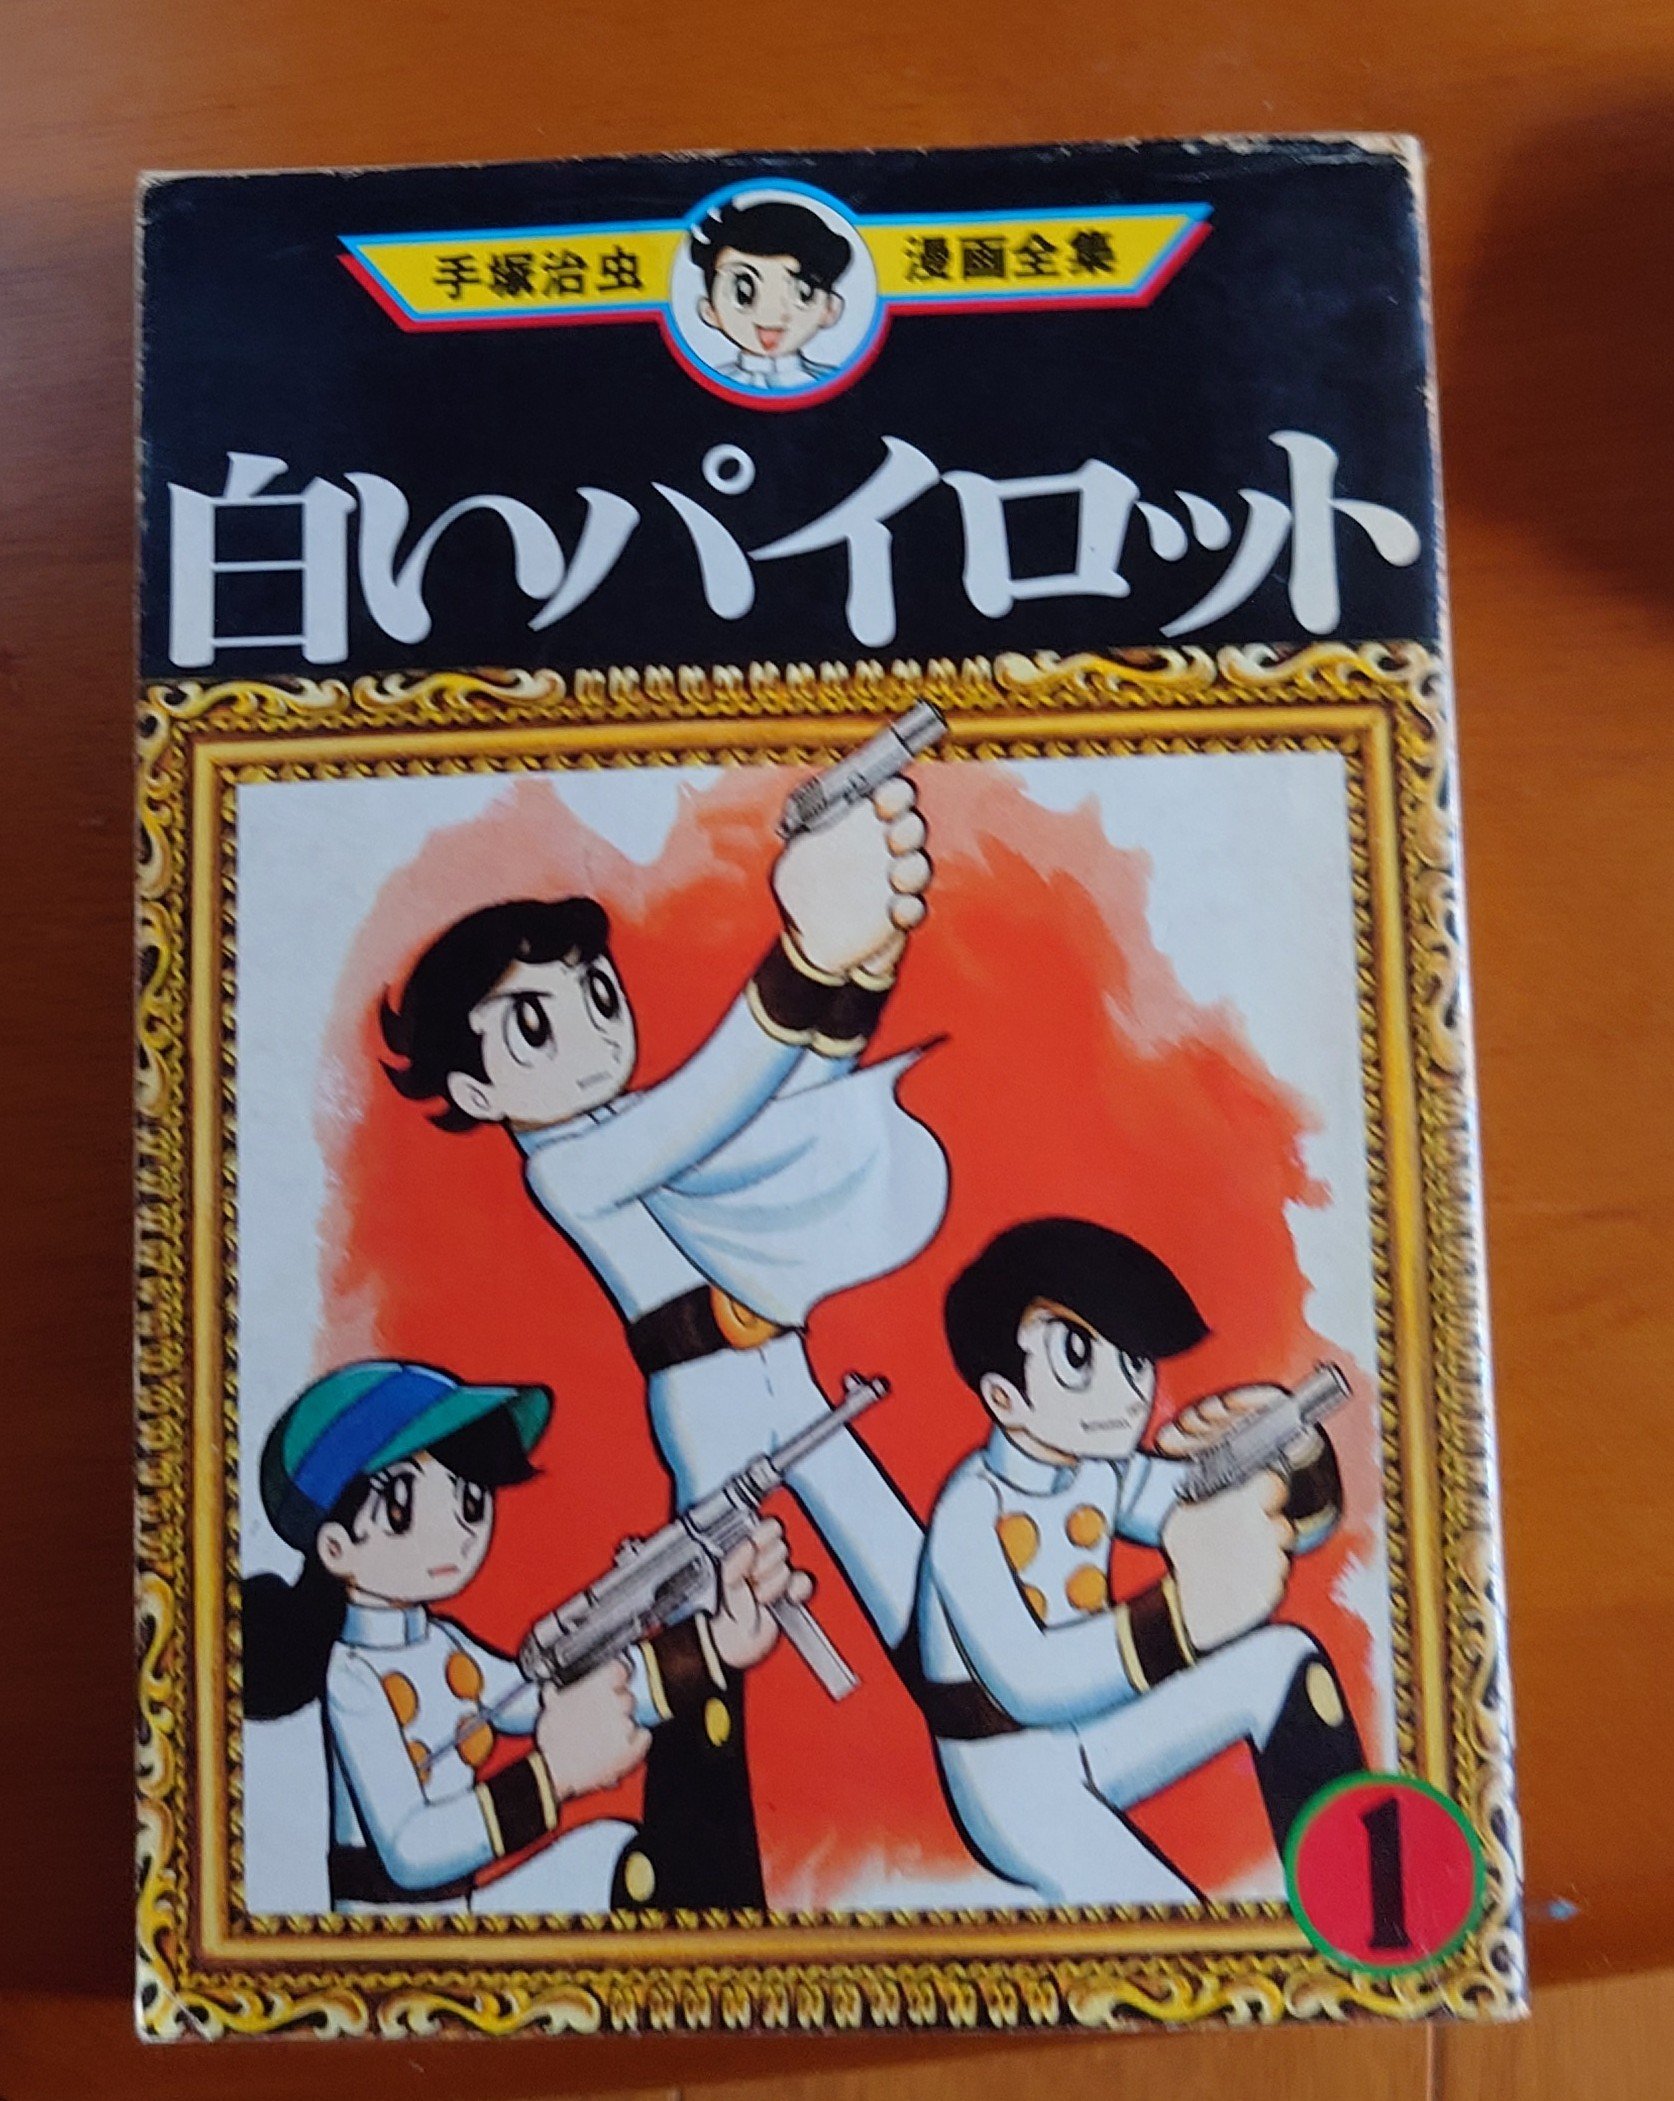 手塚治虫 漫画全集
白いパイロット
1